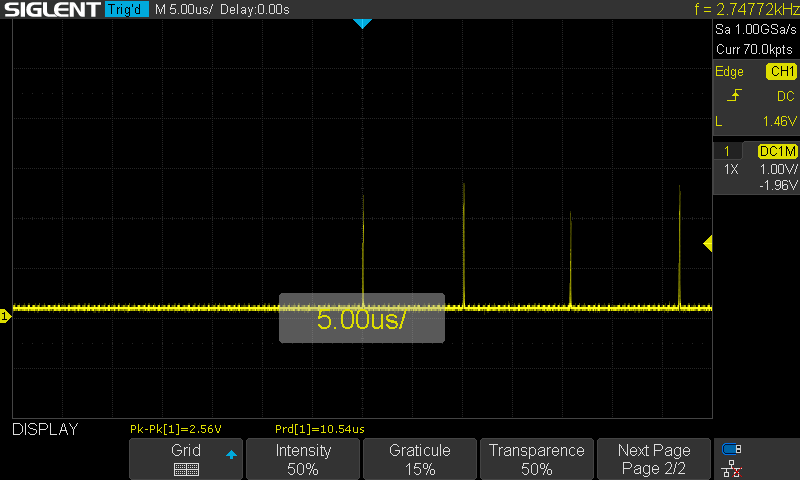 SIGLENT Trig'd M 5.00us/ Delay:0.00s f = 2.74772kHz
Sa 1.00GSa/s
Curr 70.0kpts
Edge CH1
DC
L 1.46V
1 DC1M
1X 1.00V/
-1.96V
1
5.00us/
DISPLAY Pk-Pk[1]=2.56V Prd[1]=10.54us
Grid Intensity Graticule Transparence Next Page
50% 15% 50% Page 2/2